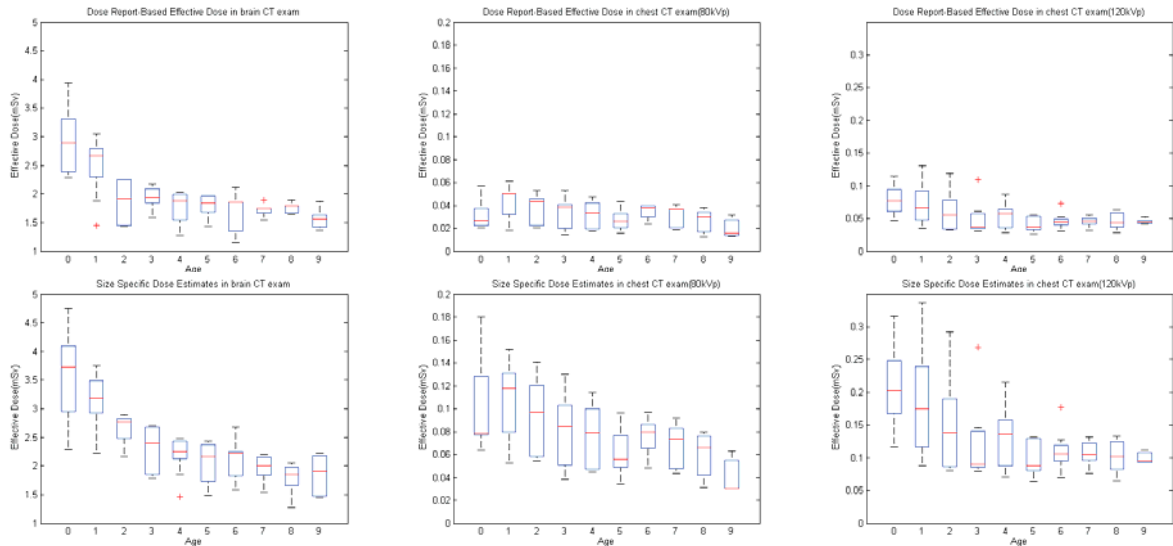 Dose Report-Based Effective Dose in brain CT exam
Effective Dose(mSv)
5
4.5
4
3.5
3
2.5
2
1.5
1
0 1 2 3 4 5 6 7 8 9
Age
Dose Report-Based Effective Dose in chest CT exam(80kVp)
Effective Dose(mSv)
0.2
0.18
0.16
0.14
0.12
0.1
0.08
0.06
0.04
0.02
0
0 1 2 3 4 5 6 7 8 9
Age
Dose Report-Based Effective Dose in chest CT exam(120kVp)
Effective Dose(mSv)
0.3
0.25
0.2
0.15
0.1
0.05
0
0 1 2 3 4 5 6 7 8 9
Age
Size Specific Dose Estimates in brain CT exam
Effective Dose(mSv)
5
4.5
4
3.5
3
2.5
2
1.5
1
0 1 2 3 4 5 6 7 8 9
Age
Size Specific Dose Estimates in chest CT exam(80kVp)
Effective Dose(mSv)
0.2
0.18
0.16
0.14
0.12
0.1
0.08
0.06
0.04
0.02
0
0 1 2 3 4 5 6 7 8 9
Age
Size Specific Dose Estimates in chest CT exam(120kVp)
Effective Dose(mSv)
0.3
0.25
0.2
0.15
0.1
0.05
0
0 1 2 3 4 5 6 7 8 9
Age